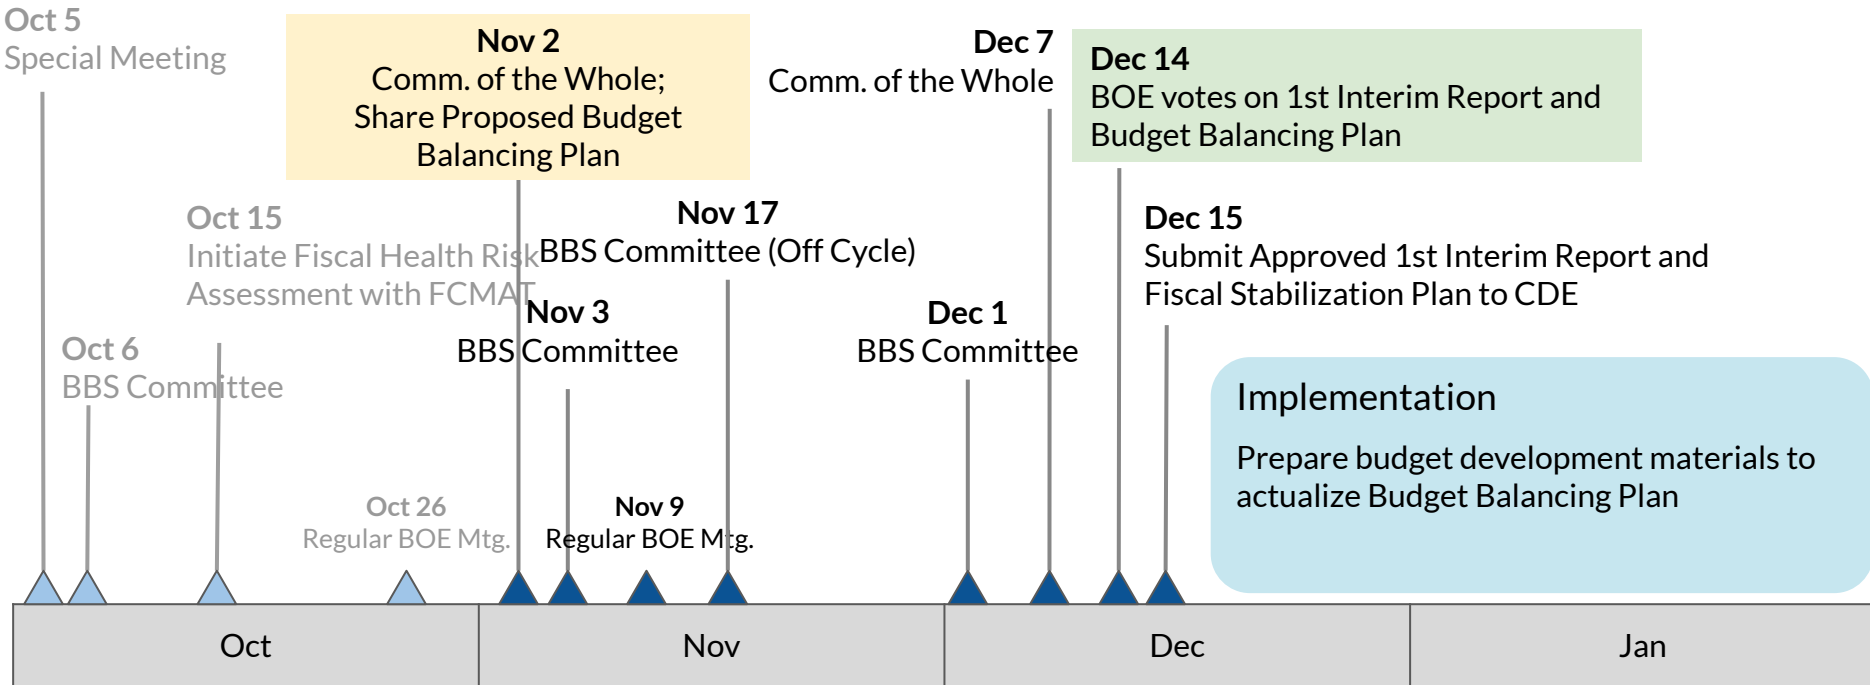 Oct 5
Special Meeting
Nov 2
Comm. of the Whole;
Share Proposed Budget
Balancing Plan
Dec 7
Comm. of the Whole
Dec 14
BOE votes on 1st Interim Report and
Budget Balancing Plan
Oct 15
Initiate Fiscal Health Risk
Assessment with FCMAT
Nov 17
BBS Committee (Off Cycle)
Dec 15
Submit Approved 1st Interim Report and
Fiscal Stabilization Plan to CDE
Oct 6
BBS Committee
Nov 3
BBS Committee
Dec 1
BBS Committee
Implementation
Prepare budget development materials to
actualize Budget Balancing Plan
Oct 26
Regular BOE Mtg.
Nov 9
Regular BOE Mtg.
Oct
Nov
Dec
Jan